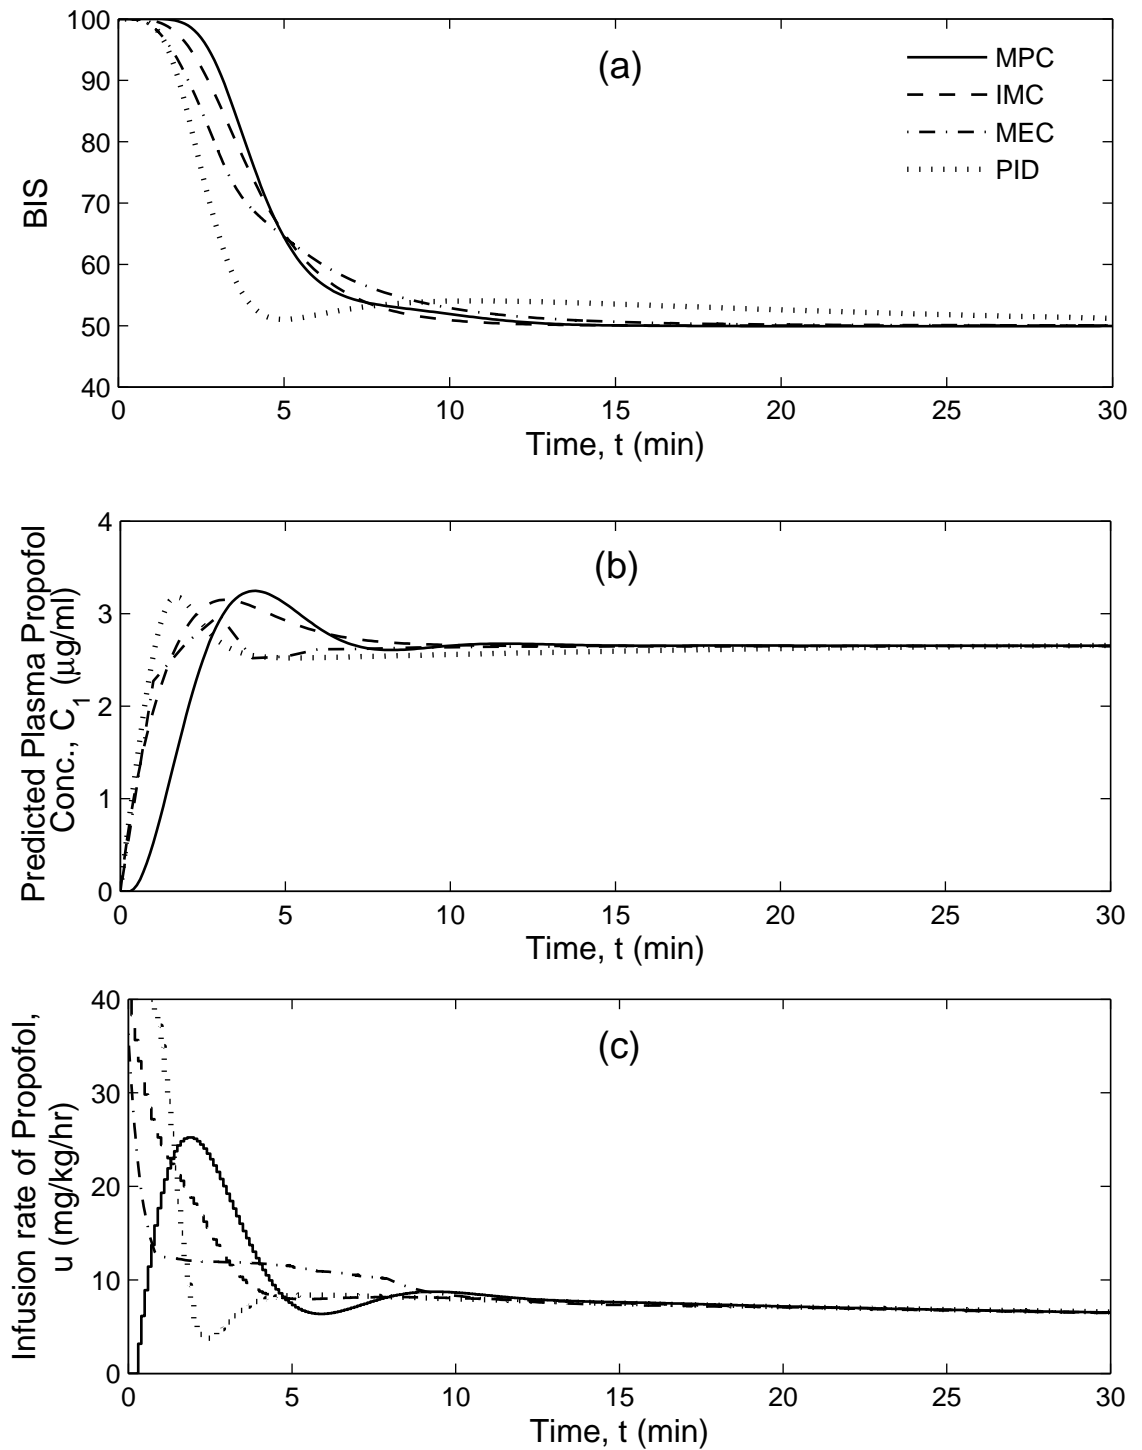 100
90
80
70
60
50
40
BIS
(a)
MPC
IMC
MEC
PID
0 5 10 15 20 25 30
Time, t (min)
4
3
2
1
0
Predicted Plasma Propofol
Conc., C1 (μg/ml)
(b)
0 5 10 15 20 25 30
Time, t (min)
40
30
20
10
0
Infusion rate of Propofol,
u (mg/kg/hr)
(c)
0 5 10 15 20 25 30
Time, t (min)